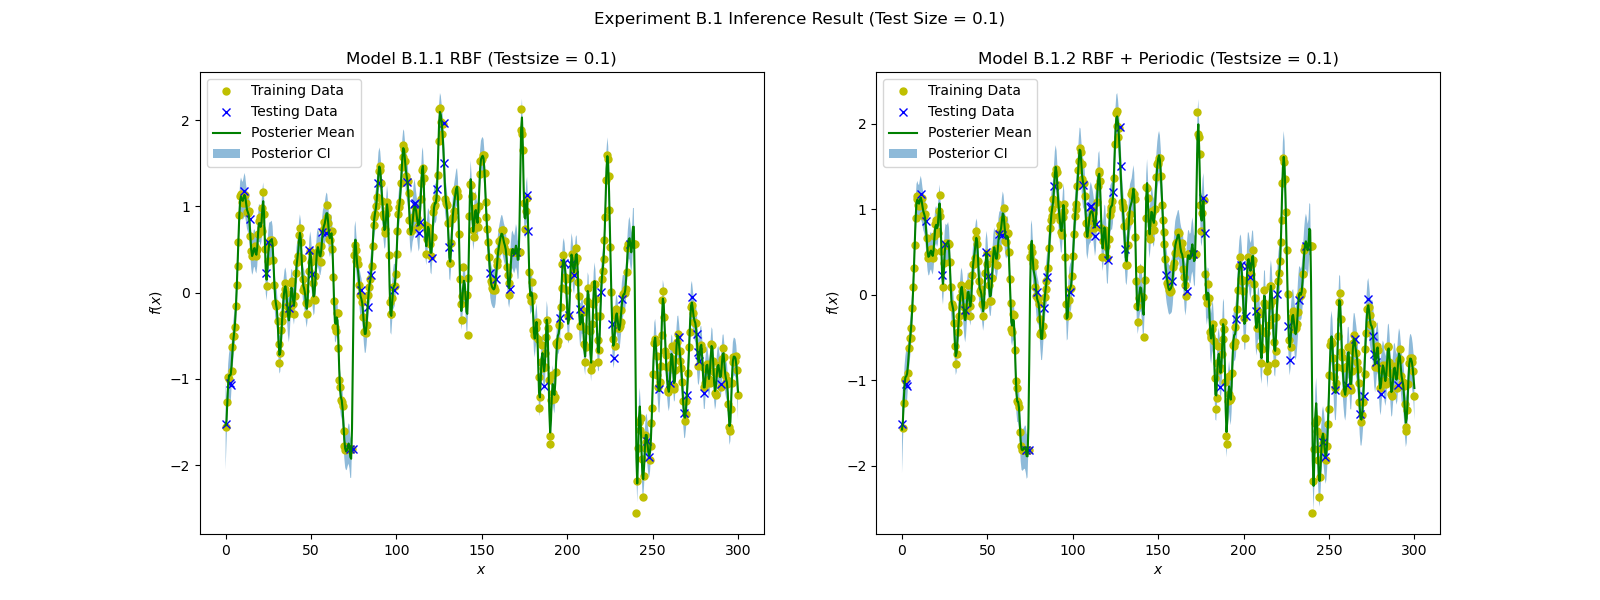 Experiment B.1 Inference Result (Test Size = 0.1)
Model B.1.1 RBF (Testsize = 0.1)
Training Data
Testing Data
Posterier Mean
Posterior CI
f(x)
2
1
0
−1
−2
0 50 100 150 200 250 300
x
Model B.1.2 RBF + Periodic (Testsize = 0.1)
Training Data
Testing Data
Posterier Mean
Posterior CI
f(x)
2
1
0
−1
−2
0 50 100 150 200 250 300
x